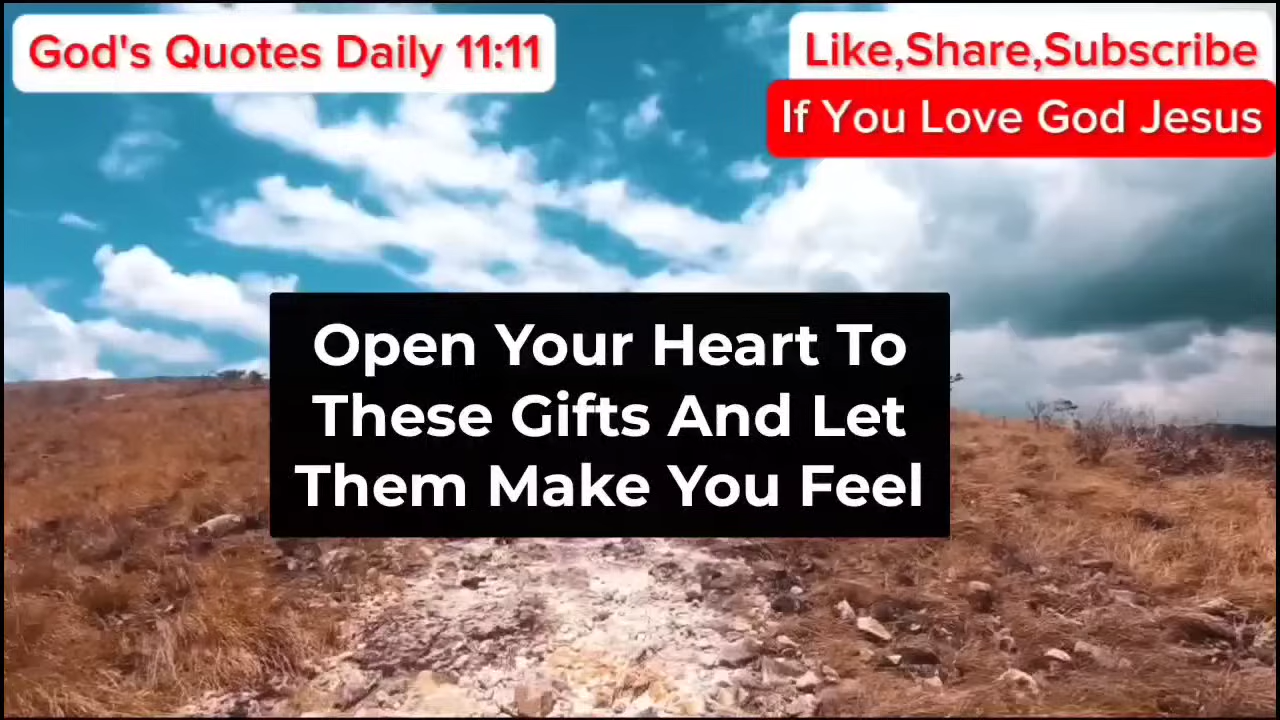 God's Quotes Daily 11:11
Like,Share,Subscribe
If You Love God Jesus
Open Your Heart To
These Gifts And Let
Them Make You Feel